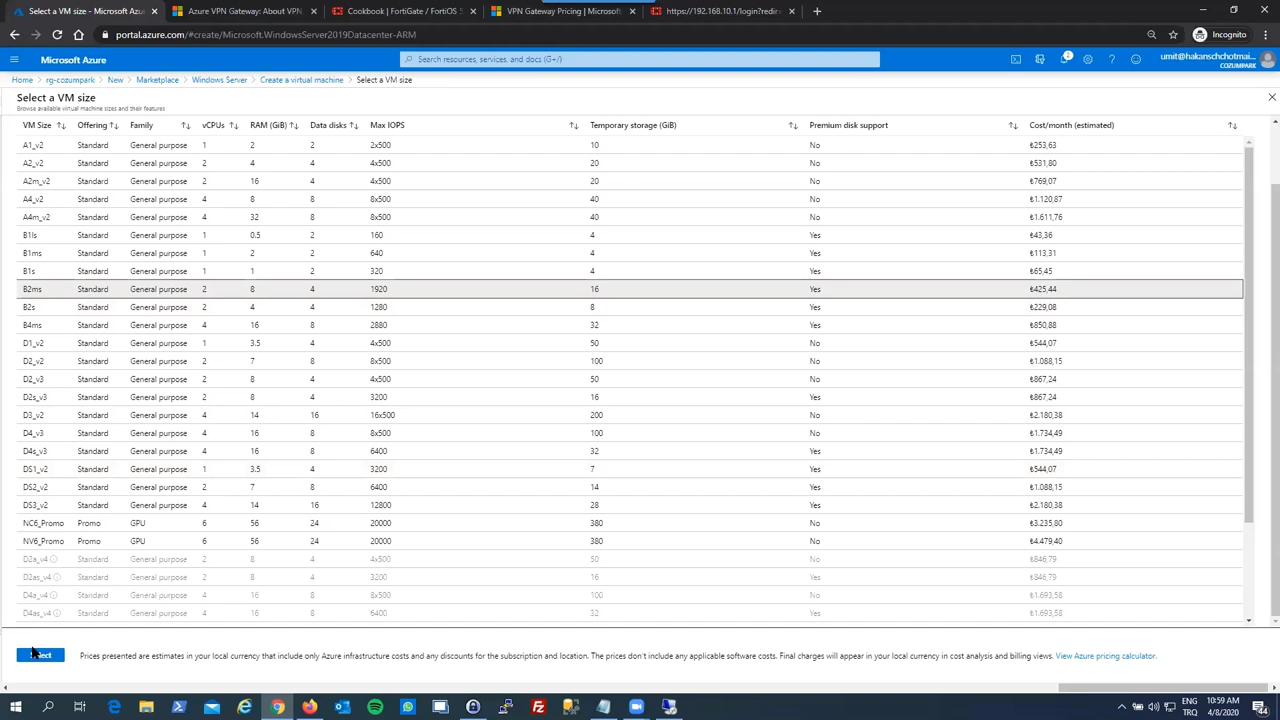 Select a VM size - Microsoft Azu
Azure VPN Gateway: About VPN
Cookbook | FortiGate / FortiOS
VPN Gateway Pricing | Microsoft
https://192.168.10.1/login?redir=
portal.azure.com/#create/Microsoft.WindowsServer2019Datacenter-ARM
Incognito
Microsoft Azure
Search resources, services, and docs (G+/)
2
umit@hakanschchotmai...
COZUMPARK
Home > rg-cozumpark > New > Marketplace > Windows Server > Create a virtual machine > Select a VM size
Select a VM size
Browse available virtual machine sizes and their features
VM Size Offering Family vCPUs RAM (GiB) Data disks Max IOPS Temporary storage (GiB) Premium disk support Cost/month (estimated)
A1_v2 Standard General purpose 1 2 2 2x500 10 No ₺253,63
A2_v2 Standard General purpose 2 4 4 4x500 20 No ₺531,80
A2m_v2 Standard General purpose 2 16 4 4x500 20 No ₺769,07
A4_v2 Standard General purpose 4 8 8 8x500 40 No ₺1.120,87
A4m_v2 Standard General purpose 4 32 8 8x500 40 No ₺1.611,76
B1ls Standard General purpose 1 0.5 2 160 4 Yes ₺43,36
B1ms Standard General purpose 1 2 2 640 4 Yes ₺113,31
B1s Standard General purpose 1 1 2 320 4 Yes ₺65,45
B2ms Standard General purpose 2 8 4 1920 16 Yes ₺425,44
B2s Standard General purpose 2 4 4 1280 8 Yes ₺229,08
B4ms Standard General purpose 4 16 8 2880 32 Yes ₺850,88
D1_v2 Standard General purpose 1 3.5 4 4x500 50 No ₺544,07
D2_v2 Standard General purpose 2 7 8 8x500 100 No ₺1.088,15
D2_v3 Standard General purpose 2 8 4 4x500 50 No ₺867,24
D2s_v3 Standard General purpose 2 8 4 3200 16 Yes ₺867,24
D3_v2 Standard General purpose 4 14 16 16x500 200 No ₺2.180,38
D4_v3 Standard General purpose 4 16 8 8x500 100 No ₺1.734,49
D4s_v3 Standard General purpose 4 16 8 6400 32 Yes ₺1.734,49
DS1_v2 Standard General purpose 1 3.5 4 3200 7 Yes ₺544,07
DS2_v2 Standard General purpose 2 7 8 6400 14 Yes ₺1.088,15
DS3_v2 Standard General purpose 4 14 16 12800 28 Yes ₺2.180,38
NC6_Promo Promo GPU 6 56 24 20000 380 No ₺3.235,80
NV6_Promo Promo GPU 6 56 24 20000 380 No ₺4.479,40
D2a_v4 Standard General purpose 2 8 4 4x500 50 No ₺846,79
D2as_v4 Standard General purpose 2 8 4 3200 16 Yes ₺846,79
D4a_v4 Standard General purpose 4 16 8 8x500 100 No ₺1.693,58
D4as_v4 Standard General purpose 4 16 8 6400 32 Yes ₺1.693,58
Select
Prices presented are estimates in your local currency that include only Azure infrastructure costs and any discounts for the subscription and location. The prices don't include any applicable software costs. Final charges will appear in your local currency in cost analysis and billing views. View Azure pricing calculator.
ENG 10:59 AM
TRQ 4/8/2020
44